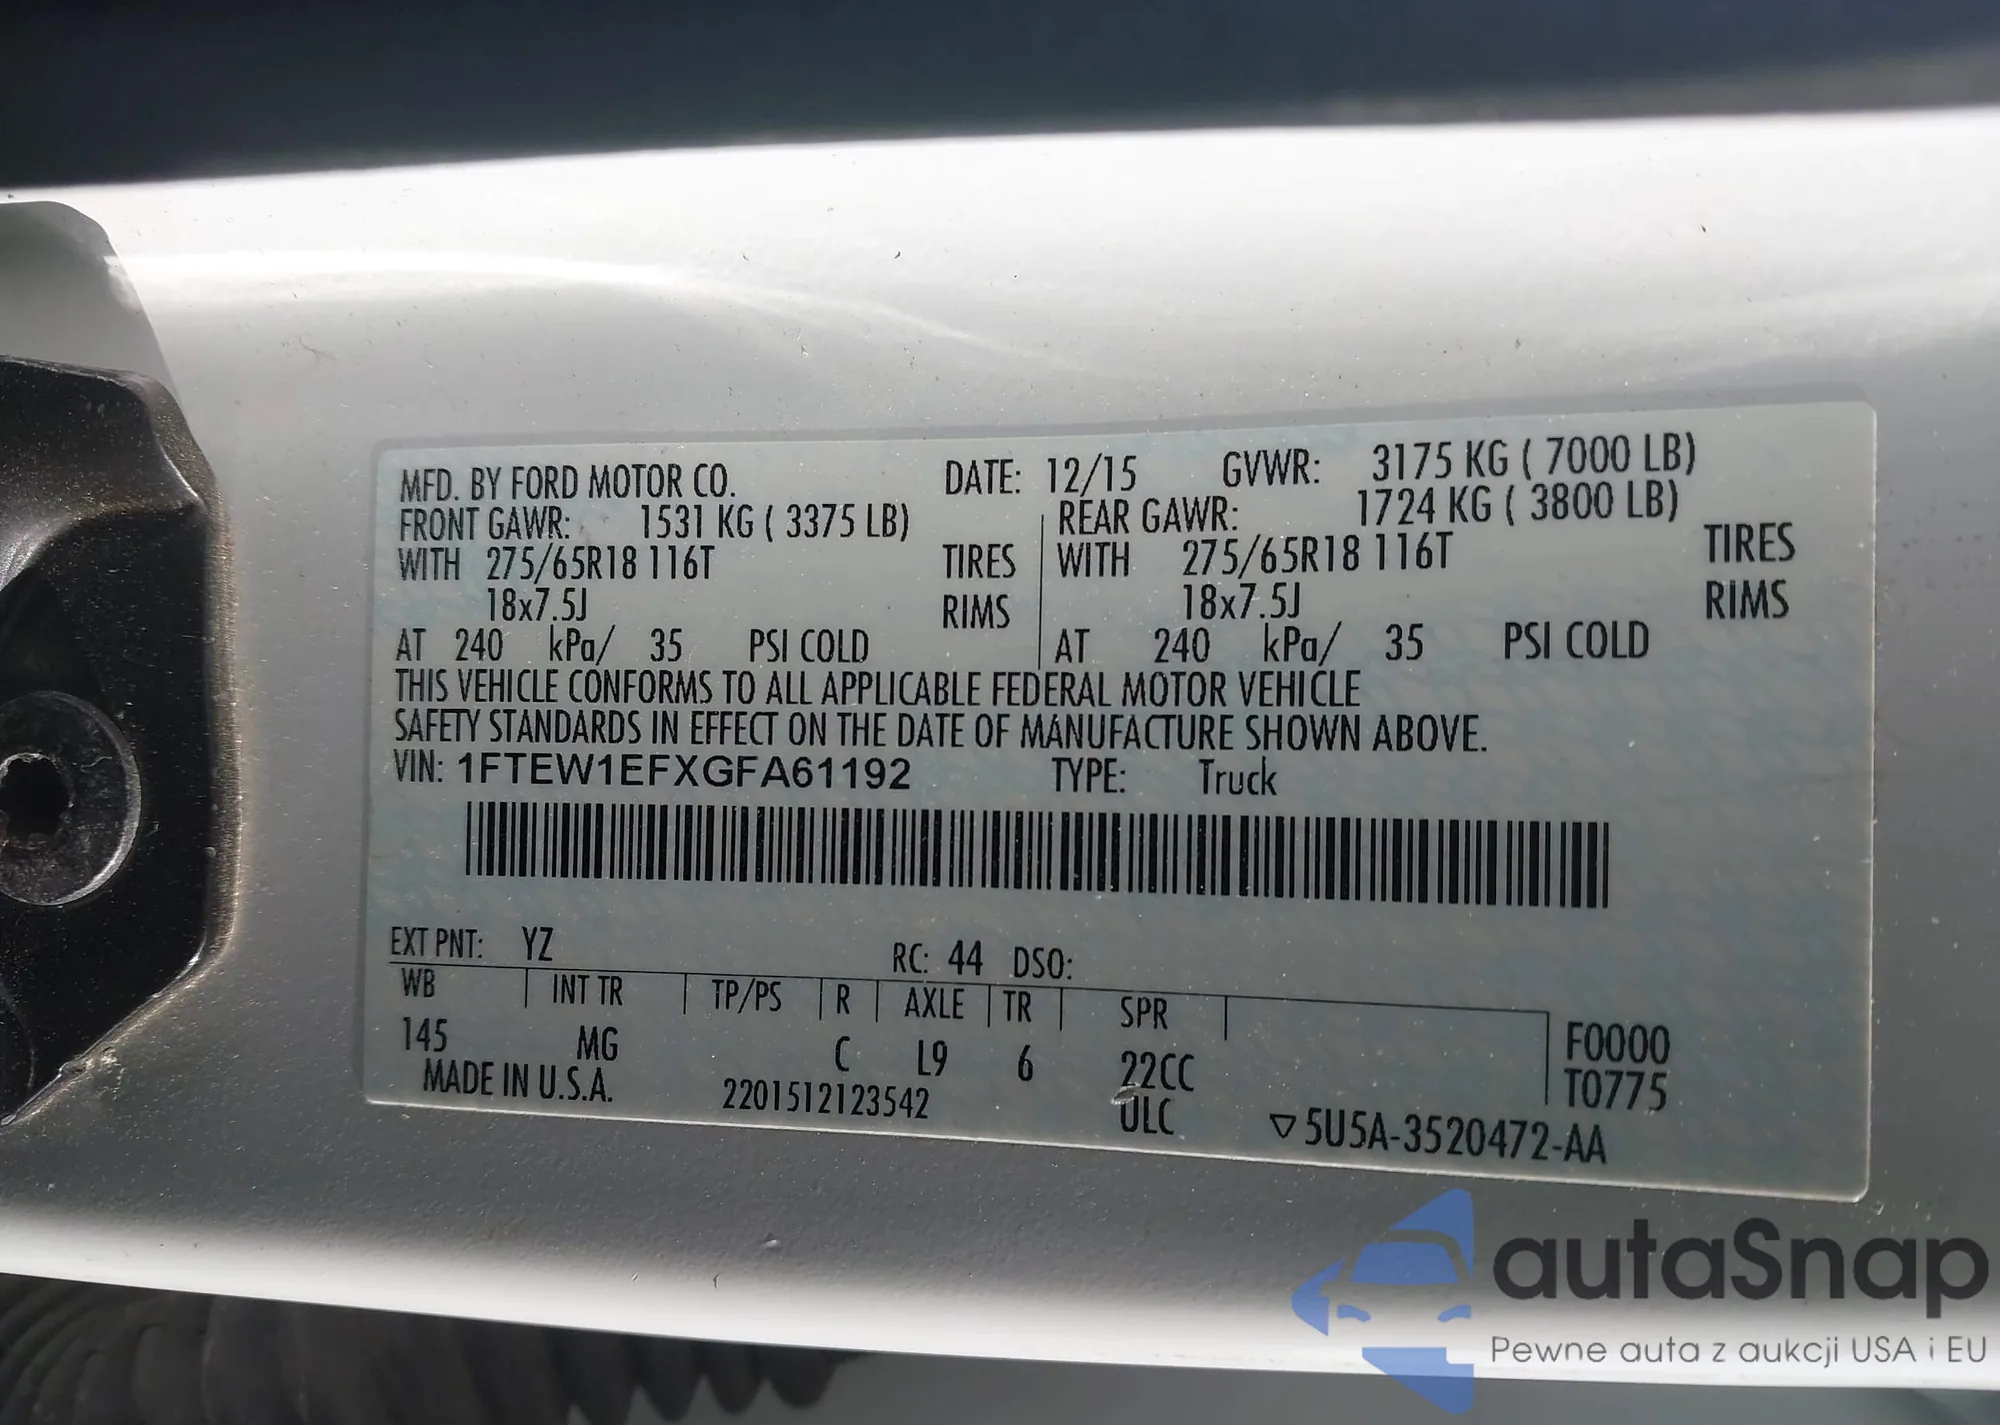 MFD. BY FORD MOTOR CO. DATE: 12/15 GVWR: 3175 KG ( 7000 LB)
FRONT GAWR: 1531 KG ( 3375 LB) REAR GAWR: 1724 KG ( 3800 LB)
WITH 275/65R18 116T TIRES WITH 275/65R18 116T TIRES
18x7.5J RIMS 18x7.5J RIMS
AT 240 kPa/ 35 PSI COLD AT 240 kPa/ 35 PSI COLD
THIS VEHICLE CONFORMS TO ALL APPLICABLE FEDERAL MOTOR VEHICLE
SAFETY STANDARDS IN EFFECT ON THE DATE OF MANUFACTURE SHOWN ABOVE.
VIN: 1FTEW1EFXGFA61192 TYPE: Truck
EXT PNT: YZ RC: 44 DSO:
WB INT TR TP/PS R AXLE TR SPR
145 MG C L9 6 22CC F0000
MADE IN U.S.A. 2201512123542 ULC T0775
▽5U5A-3520472-AA
autaSnap
Pewne auta z aukcji USA i EU